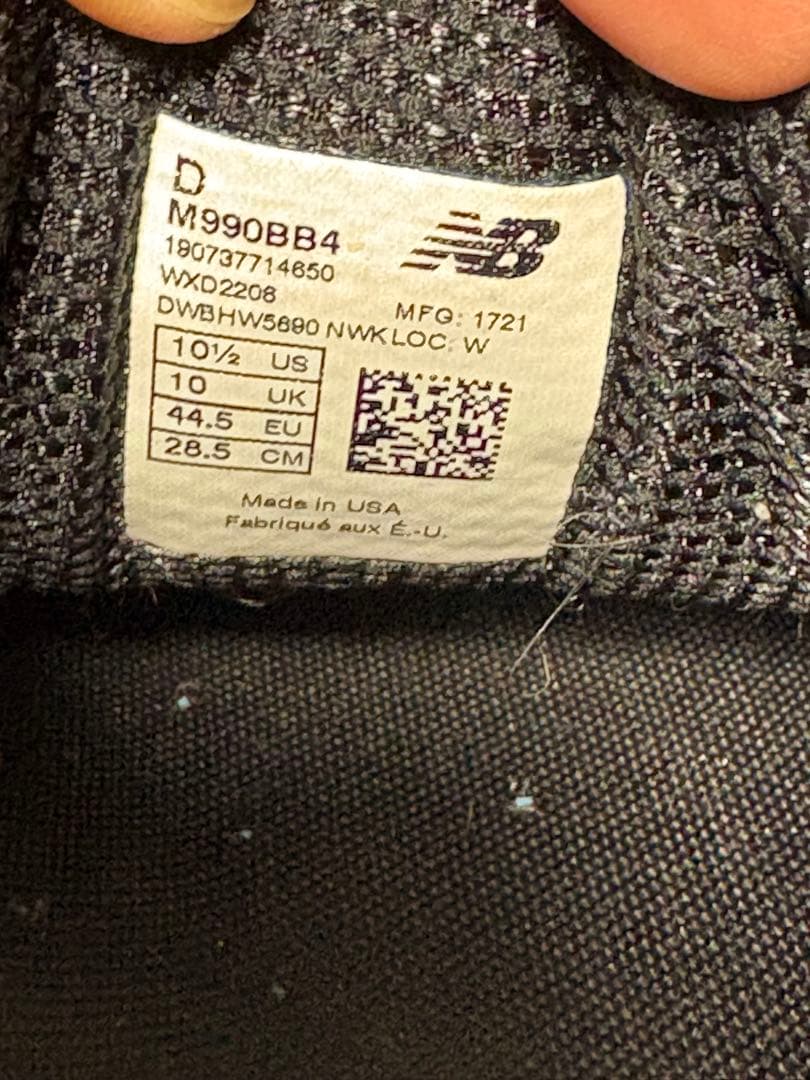 D
M990BB4
NB
190737714650
WXD2208
MFG: 1721
DWBHW5690 NWKLOC: W
10½ US
10 UK
44.5 EU
28.5 CM
Made in USA
Fabriqué aux É.-U.